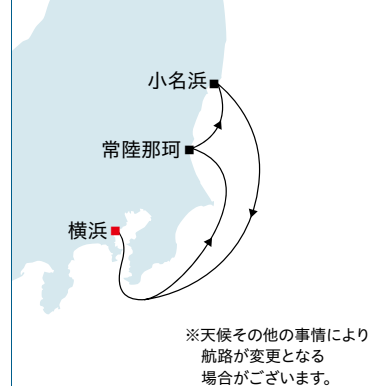 小名浜
常陸那珂
横浜
※天候その他の事情により
航路が変更となる
場合がございます。